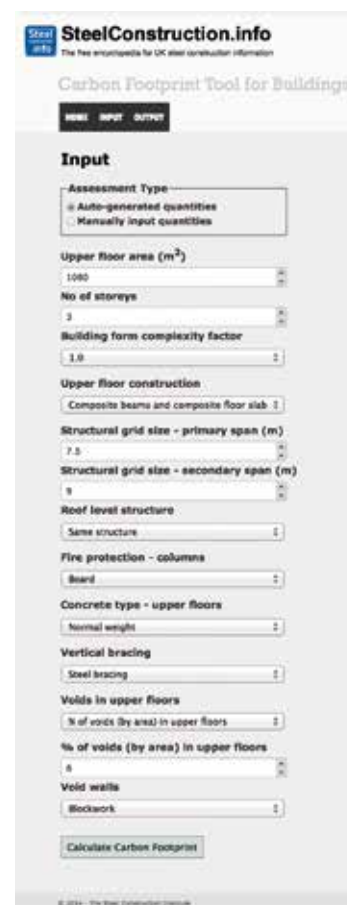 Steel
info
SteelConstruction.info
The free encyclopedia for UK steel construction information
Carbon Footprint Tool for Buildings
HOME INPUT OUTPUT
Input
Assessment Type
Auto-generated quantities
Manually input quantities
Upper floor area (m²)
1080
No of storeys
3
Building form complexity factor
1.0
Upper floor construction
Composite beams and composite floor slab
Structural grid size - primary span (m)
7.5
Structural grid size - secondary span (m)
9
Roof level structure
Same structure
Fire protection - columns
Board
Concrete type - upper floors
Normal weight
Vertical bracing
Steel bracing
Voids in upper floors
% of voids (by area) in upper floors
% of voids (by area) in upper floors
6
Void walls
Blockwork
Calculate Carbon Footprint
© 2014 - The Steel Construction Institute